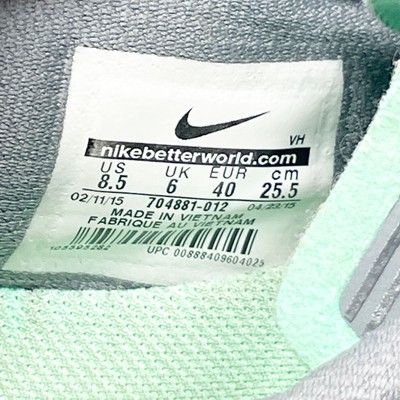 VH
nikebetterworld.com
US UK EUR cm
8.5 6 40 25.5
02/11/15 704881-012 04/23/15
MADE IN VIETNAM
FABRIQUE AU VIETNAM
UPC 00888409604025